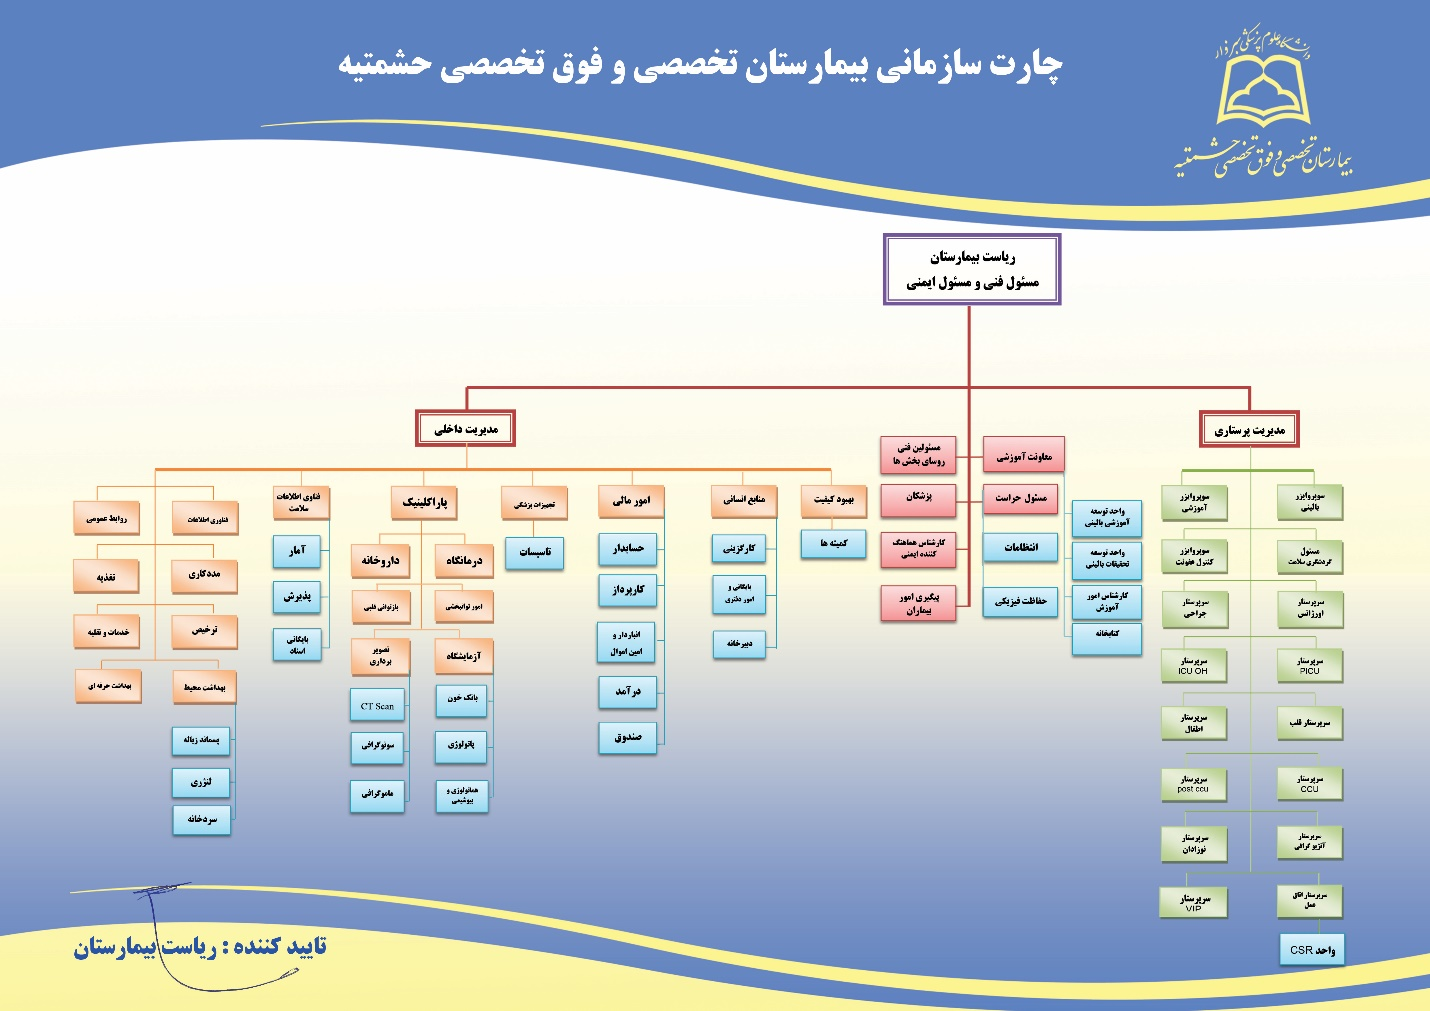 چارت سازمانی بیمارستان تخصصی و فوق تخصصی حشمتیه
بیمارستان تخصصی و فوق تخصصی حشمتیه
ریاست بیمارستان
مسئول فنی و مسئول ایمنی
مدیریت پرستاری
سوپروایزر
بالینی
سوپروایزر
آموزشی
مسئول
گردشگری سلامت
سوپروایزر
کنترل عفونت
سرپرستار
اورژانس
سرپرستار
جراحی
سرپرستار
PICU
سرپرستار
ICU OH
سرپرستار قلب
سرپرستار
اطفال
سرپرستار
CCU
سرپرستار
post ccu
سرپرستار
آنژیو گرافی
سرپرستار
نوزادان
سرپرستار اتاق
عمل
سرپرستار
VIP
واحد CSR
معاونت آموزشی
مسئولین فنی
روسای بخش ها
مسئول حراست
پزشکان
انتظامات
کارشناس هماهنگ
کننده ایمنی
حفاظت فیزیکی
پیگیری امور
بیماران
واحد توسعه
آموزشی بالینی
واحد توسعه
تحقیقات بالینی
کارشناس امور
آموزش
کتابخانه
مدیریت داخلی
بهبود کیفیت
کمیته ها
منابع انسانی
کارگزینی
بایگانی و
امور دفتری
دبیرخانه
امور مالی
حسابدار
کارپرداز
انباردار و
امین اموال
درآمد
صندوق
تجهیزات پزشکی
تاسیسات
پاراکلینیک
درمانگاه
داروخانه
امور توانبخشی
بازتوانی قلبی
آزمایشگاه
تصویر
برداری
بانک خون
CT Scan
پاتولوژی
سونوگرافی
هماتولوژی و
بیوشیمی
ماموگرافی
فناوری اطلاعات
سلامت
آمار
پذیرش
بایگانی
اسناد
فناوری اطلاعات
روابط عمومی
مددکاری
تغذیه
ترخیص
خدمات و نقلیه
بهداشت محیط
بهداشت حرفه ای
پسماند زباله
لنژری
سردخانه
تایید کننده : ریاست بیمارستان